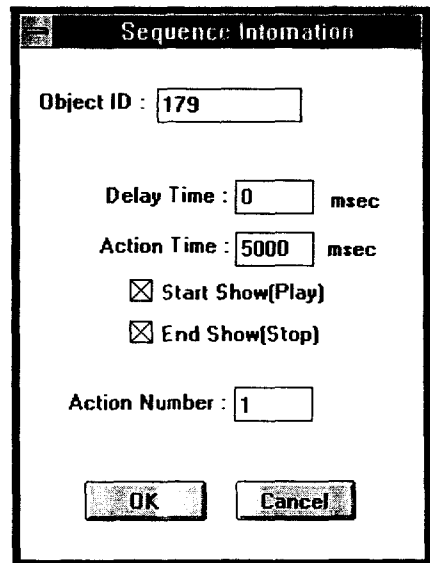 Sequence Intomation
Object ID : 179
Delay Time : 0 msec
Action Time : 5000 msec
Start Show(Play)
End Show(Stop)
Action Number : 1
OK Cancel